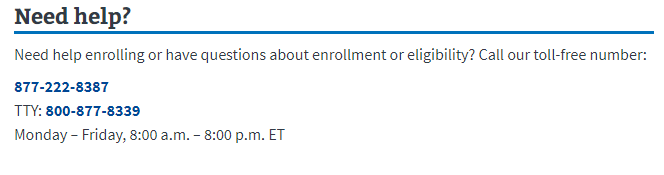 Need help?
Need help enrolling or have questions about enrollment or eligibility? Call our toll-free number:
877-222-8387
TTY: 800-877-8339
Monday – Friday, 8:00 a.m. – 8:00 p.m. ET